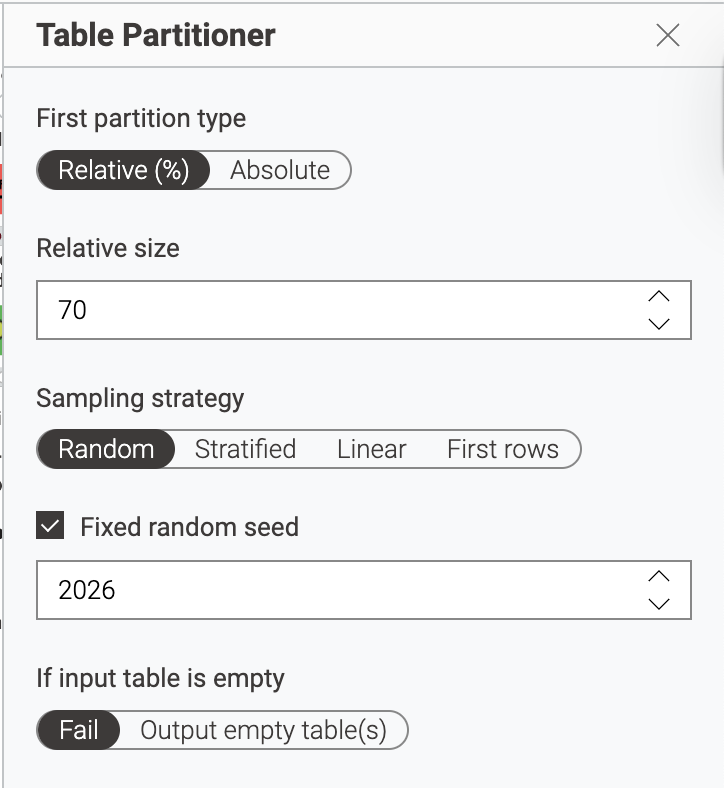 Table Partitioner
First partition type
Relative (%) Absolute
Relative size
70
Sampling strategy
Random Stratified Linear First rows
Fixed random seed
2026
If input table is empty
Fail Output empty table(s)